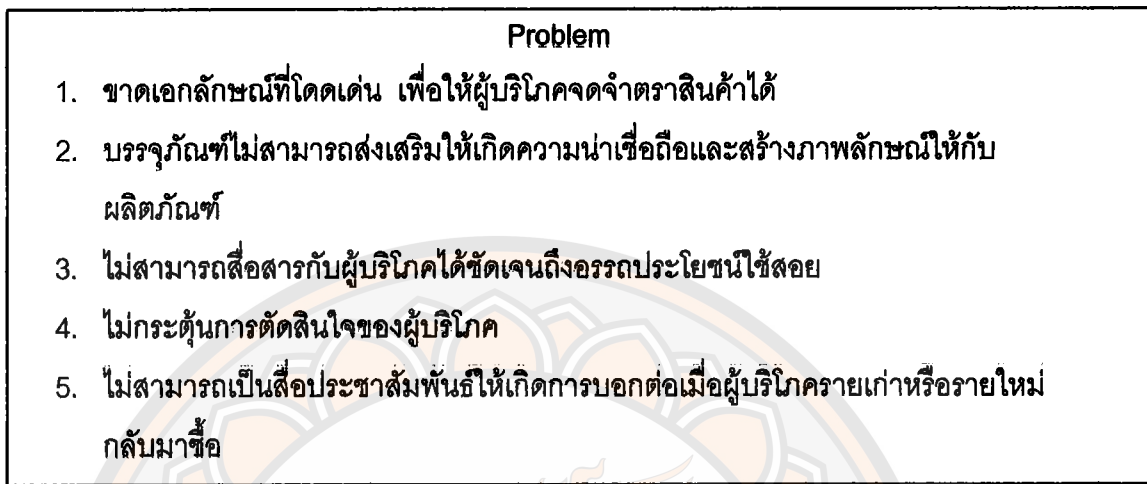 Problem
1. ขาดเอกลักษณ์ที่โดดเด่น เพื่อให้ผู้บริโภคจดจำตราสินค้าได้
2. บรรจุภัณฑ์ไม่สามารถส่งเสริมให้เกิดความน่าเชื่อถือและสร้างภาพลักษณ์ให้กับ
ผลิตภัณฑ์
3. ไม่สามารถสื่อสารกับผู้บริโภคได้ชัดเจนถึงอรรถประโยชน์ใช้สอย
4. ไม่กระตุ้นการตัดสินใจของผู้บริโภค
5. ไม่สามารถเป็นสื่อประชาสัมพันธ์ให้เกิดการบอกต่อเมื่อผู้บริโภครายเก่าหรือรายใหม่
กลับมาซื้อ